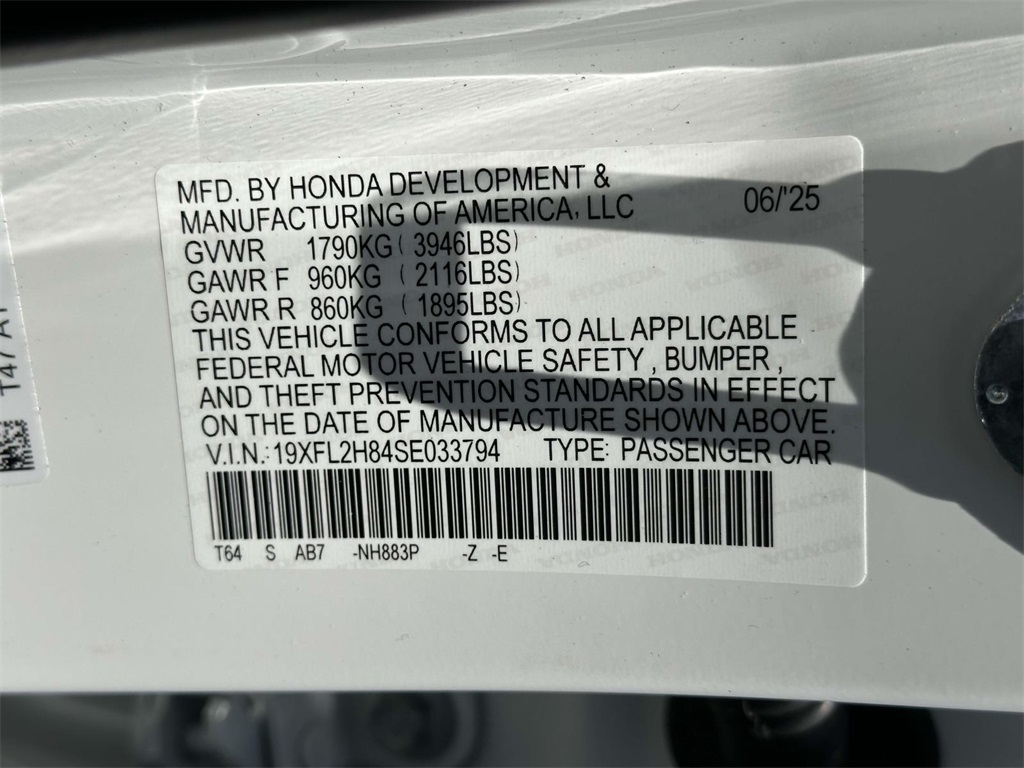 MFD. BY HONDA DEVELOPMENT &
MANUFACTURING OF AMERICA, LLC 06/'25
GVWR 1790KG ( 3946LBS)
GAWR F 960KG (2116LBS)
GAWR R 860KG (1895LBS)
THIS VEHICLE CONFORMS TO ALL APPLICABLE
FEDERAL MOTOR VEHICLE SAFETY , BUMPER ,
AND THEFT PREVENTION STANDARDS IN EFFECT
ON THE DATE OF MANUFACTURE SHOWN ABOVE.
V.I.N.: 19XFL2H84SE033794 TYPE: PASSENGER CAR
T64 S AB7 -NH883P -Z -E